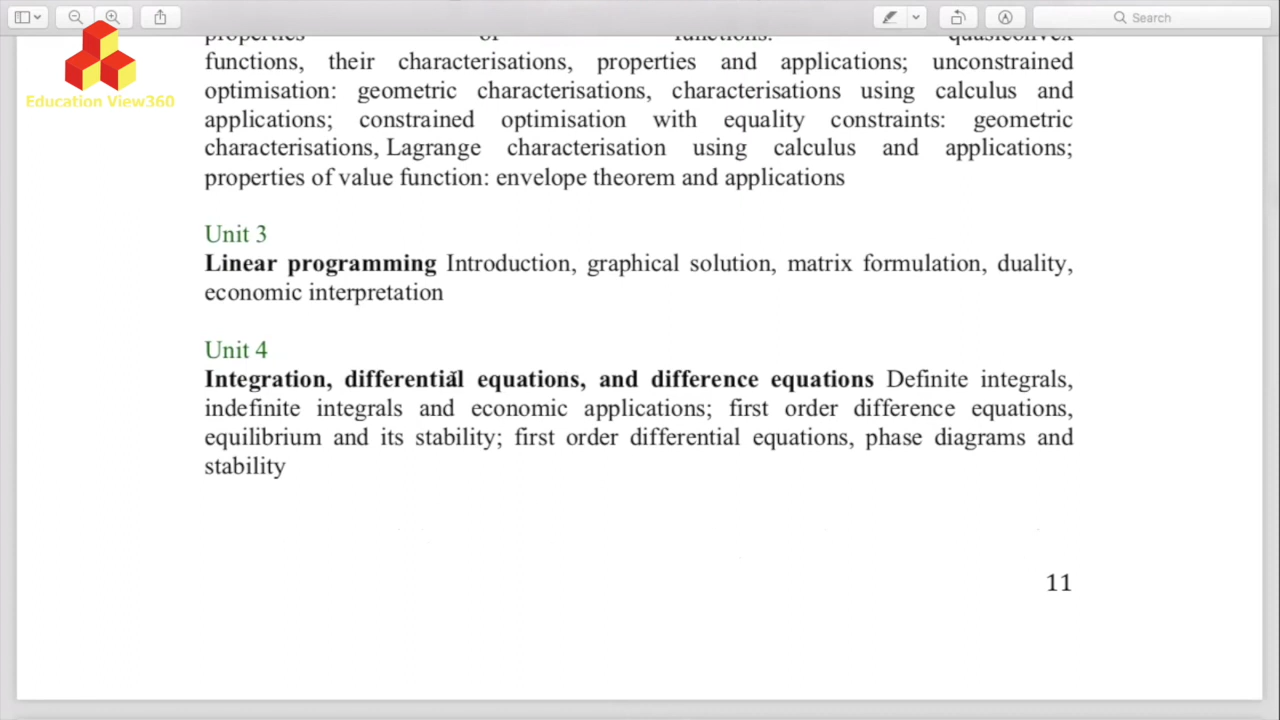 Search
Education View360
properties of functions: quasiconvex
functions, their characterisations, properties and applications; unconstrained
optimisation: geometric characterisations, characterisations using calculus and
applications; constrained optimisation with equality constraints: geometric
characterisations, Lagrange characterisation using calculus and applications;
properties of value function: envelope theorem and applications
Unit 3
Linear programming Introduction, graphical solution, matrix formulation, duality,
economic interpretation
Unit 4
Integration, differential equations, and difference equations Definite integrals,
indefinite integrals and economic applications; first order difference equations,
equilibrium and its stability; first order differential equations, phase diagrams and
stability
11